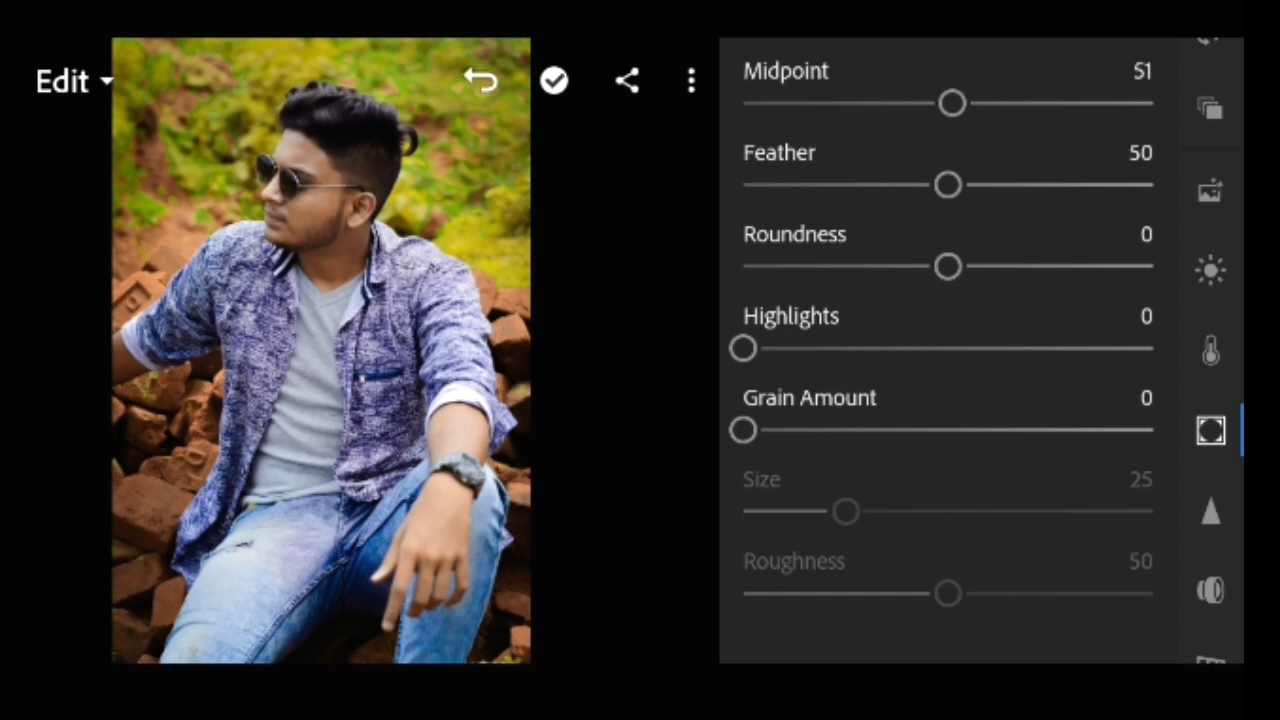 Edit
Midpoint 51
Feather 50
Roundness 0
Highlights 0
Grain Amount 0
Size 25
Roughness 50